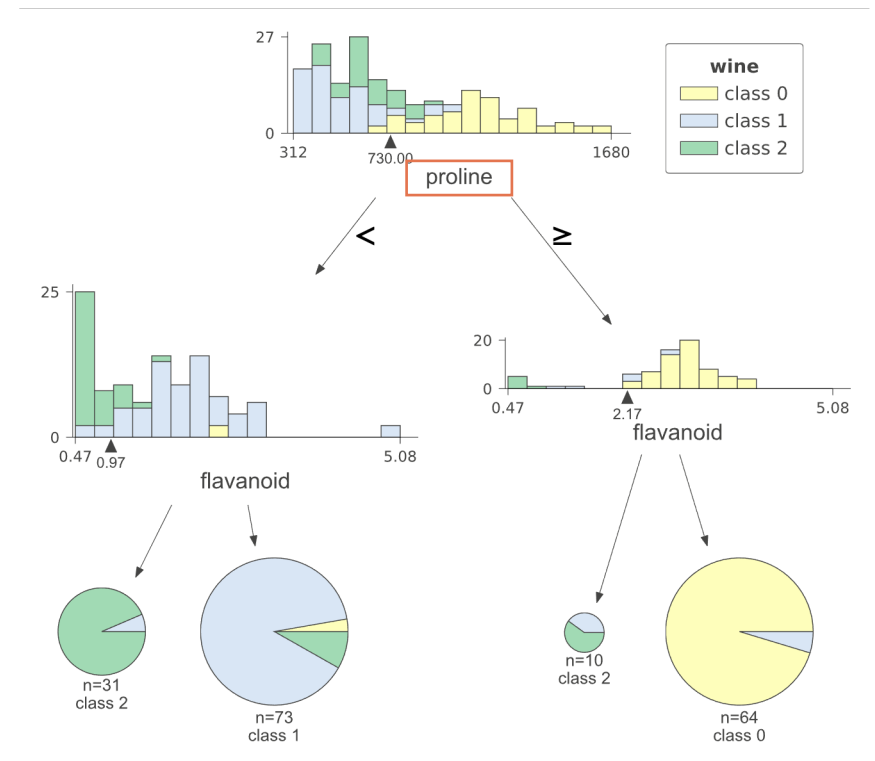 27
0
312
730.00
1680
proline
wine
class 0
class 1
class 2
<
≥
25
0
0.47
0.97
5.08
flavanoid
20
0
0.47
2.17
5.08
flavanoid
n=31
class 2
n=73
class 1
n=10
class 2
n=64
class 0